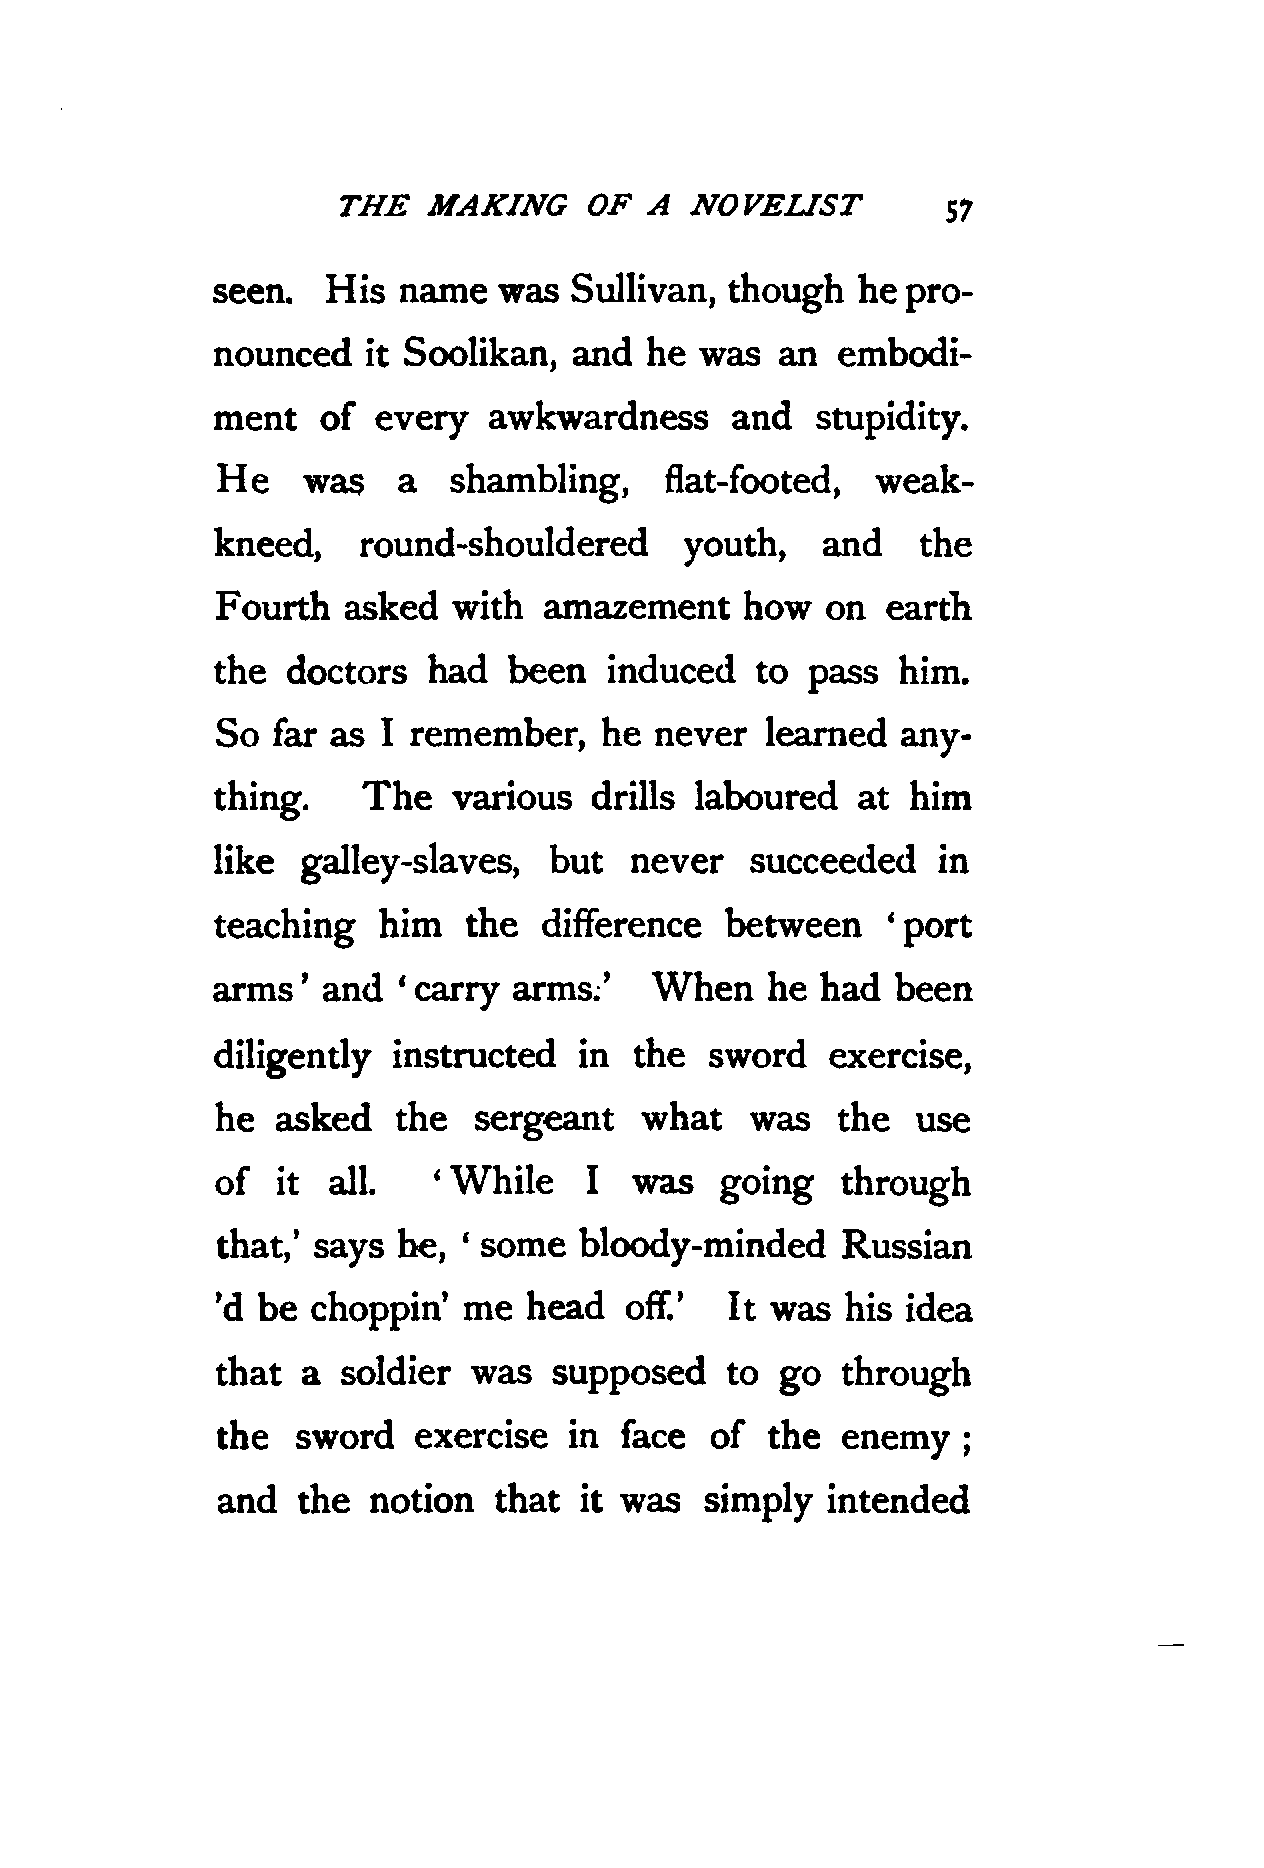 THE MAKING OF A NOVELIST 57
seen. His name was Sullivan, though he pro-
nounced it Soolikan, and he was an embodi-
ment of every awkwardness and stupidity.
He was a shambling, flat-footed, weak-
kneed, round-shouldered youth, and the
Fourth asked with amazement how on earth
the doctors had been induced to pass him.
So far as I remember, he never learned any-
thing. The various drills laboured at him
like galley-slaves, but never succeeded in
teaching him the difference between ‘port
arms’ and ‘carry arms.’ When he had been
diligently instructed in the sword exercise,
he asked the sergeant what was the use
of it all. ‘While I was going through
that,’ says he, ‘some bloody-minded Russian
’d be choppin’ me head off.’ It was his idea
that a soldier was supposed to go through
the sword exercise in face of the enemy;
and the notion that it was simply intended